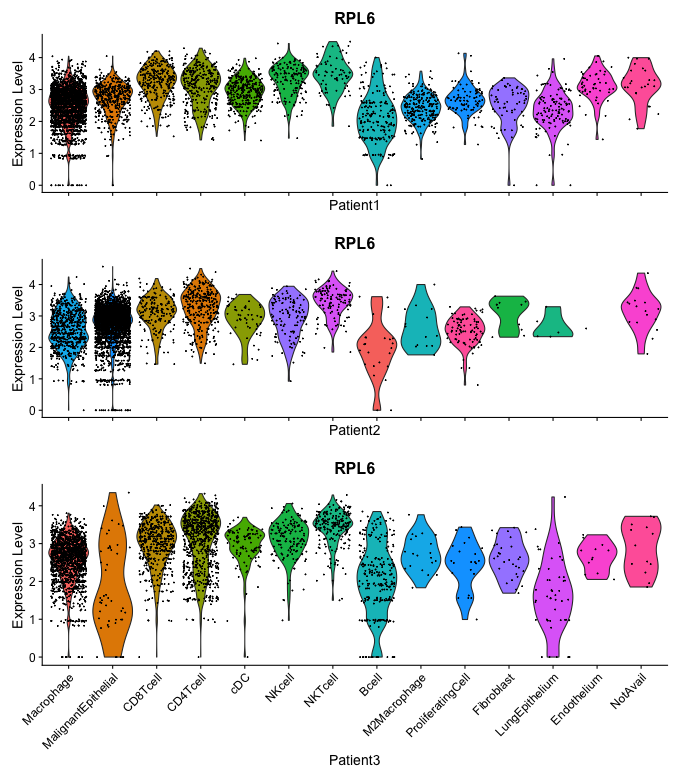 RPL6
Expression Level
4
3
2
1
0
Patient1
RPL6
Expression Level
4
3
2
1
0
Patient2
RPL6
Expression Level
4
3
2
1
0
Macrophage
MalignantEpithelial
CD8Tcell
CD4Tcell
cDC
NKcell
NKTcell
Bcell
M2Macrophage
ProliferatingCell
Fibroblast
LungEpithelium
Endothelium
NotAvail
Patient3